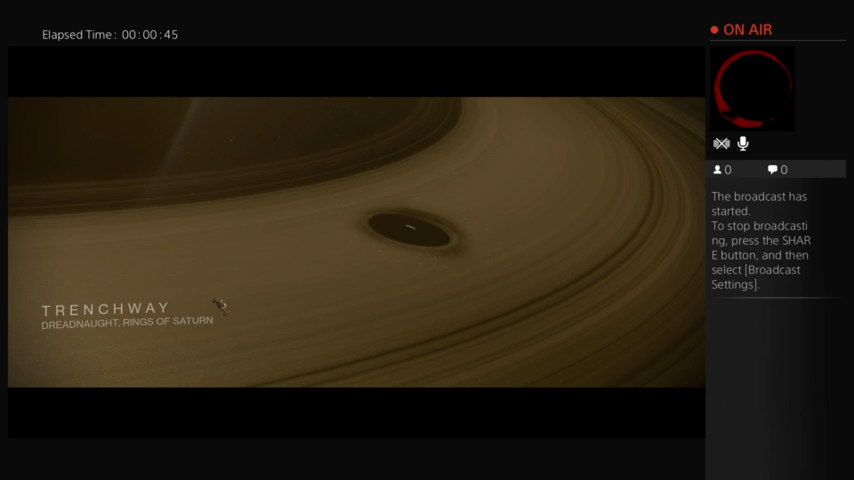 Elapsed Time: 00:00:45
ON AIR
0 0
The broadcast has
started.
To stop broadcasti
ng, press the SHAR
E button, and then
select [Broadcast
Settings].
TRENCHWAY
DREADNAUGHT, RINGS OF SATURN